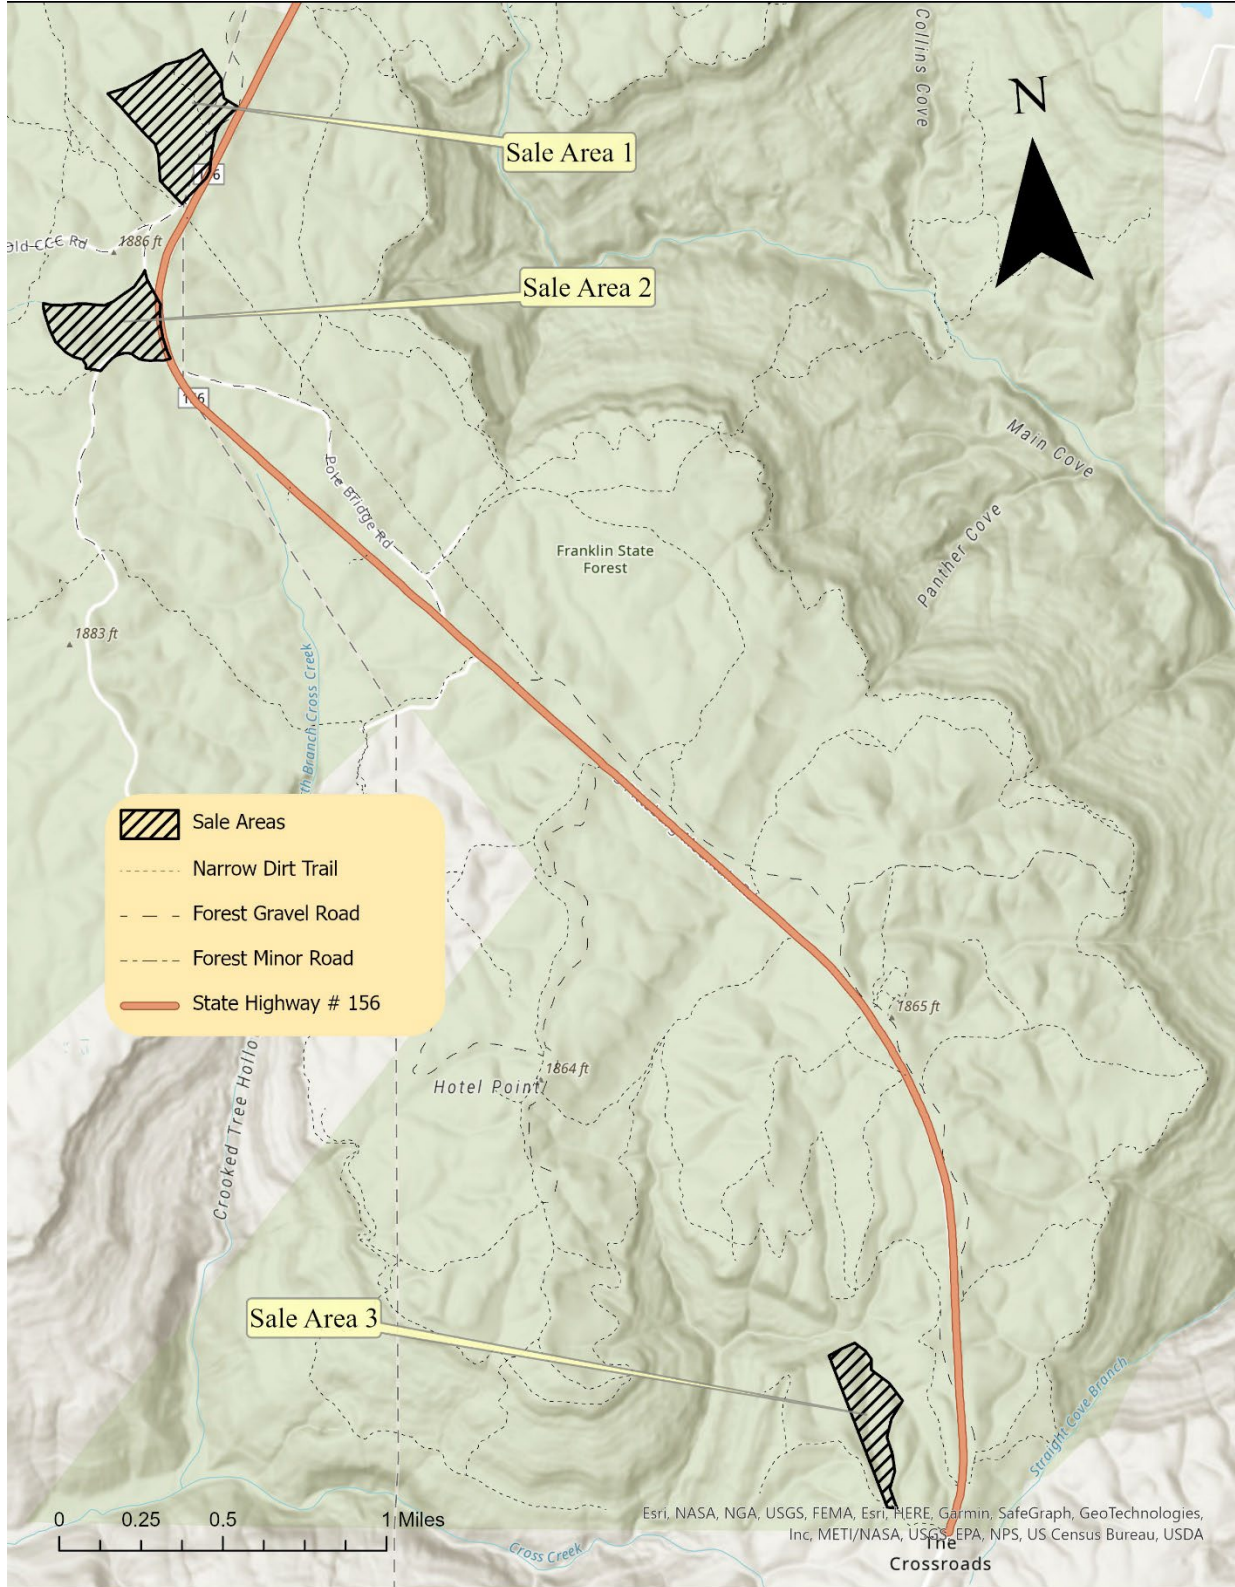 Collins Cove
N
Sale Area 1
Old CCC Rd
1886 ft
Sale Area 2
Main Cove
Pole Bridge Rd
Panther Cove
Franklin State
Forest
1883 ft
Branch Cross Creek
Sale Areas
Narrow Dirt Trail
Forest Gravel Road
Forest Minor Road
State Highway # 156
1865 ft
Crooked Tree Hollo
1864 ft
Hotel Point
Sale Area 3
Straight Cove Branch
0 0.25 0.5 1 Miles
Esri, NASA, NGA, USGS, FEMA, Esri, HERE, Garmin, SafeGraph, GeoTechnologies,
Inc, METI/NASA, USGS, EPA, NPS, US Census Bureau, USDA
Cross Creek
The
Crossroads